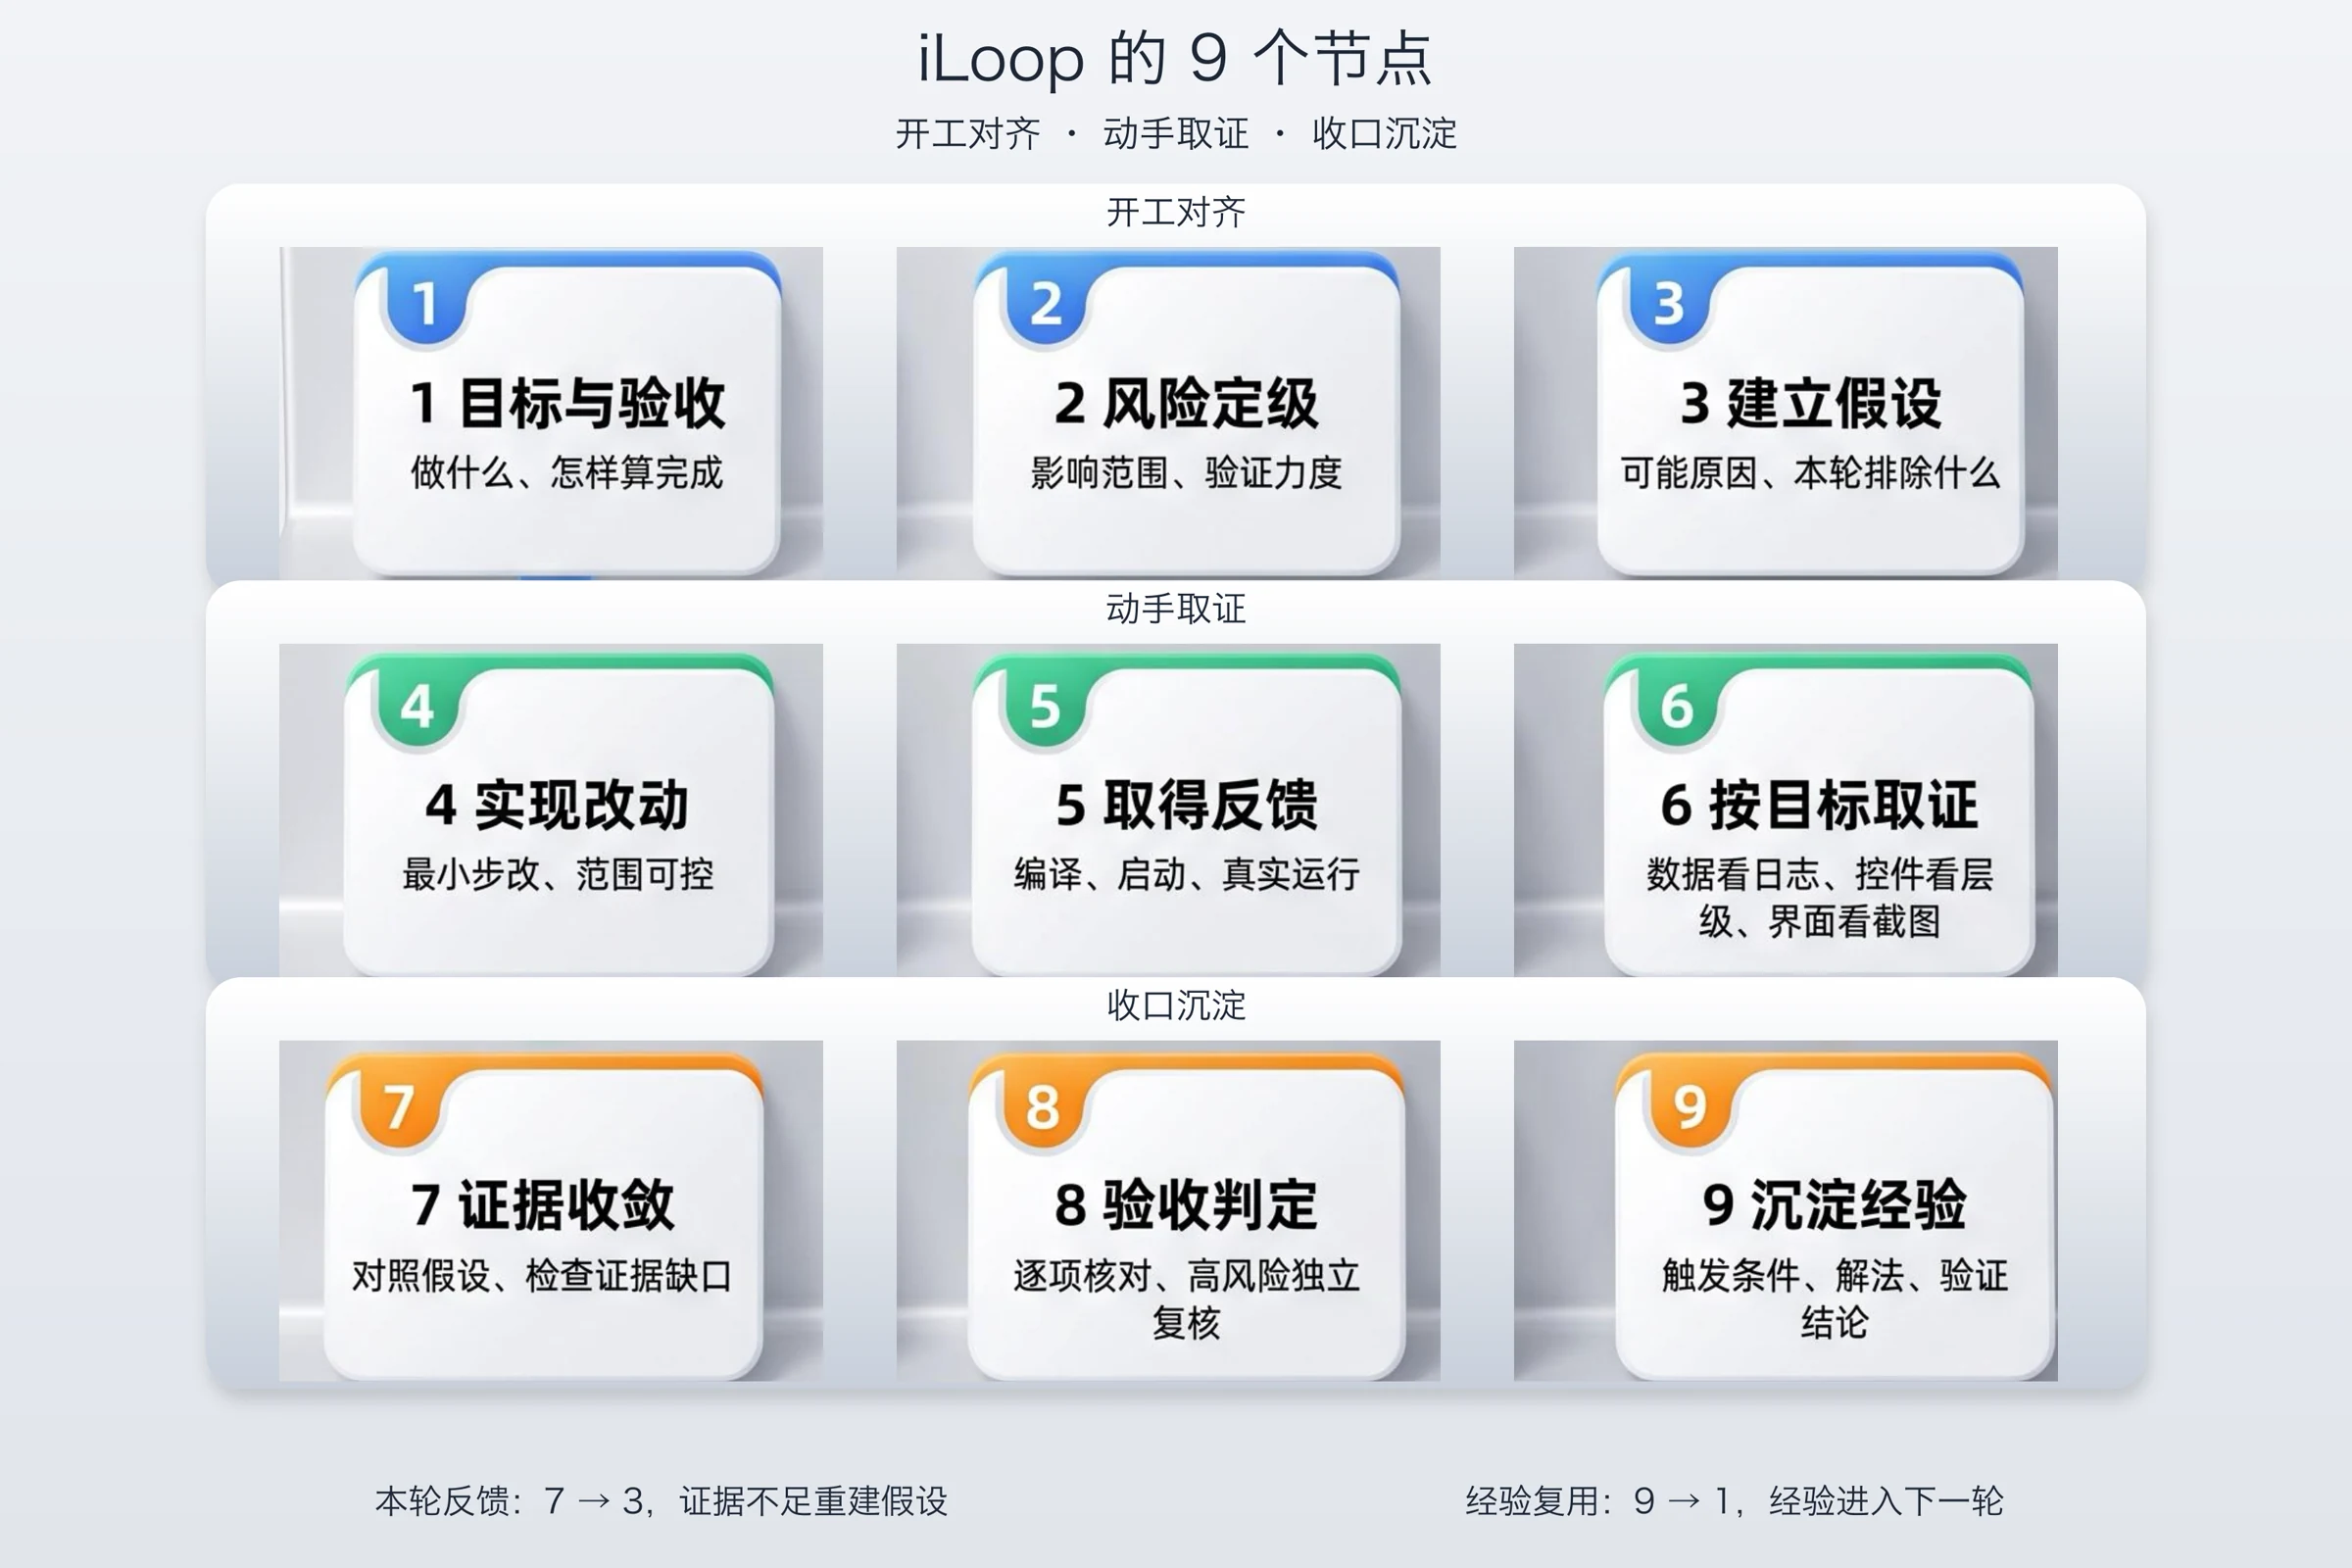 iLoop 的 9 个节点
开工对齐 · 动手取证 · 收口沉淀
开工对齐
1
1 目标与验收
做什么、怎样算完成
2
2 风险定级
影响范围、验证力度
3
3 建立假设
可能原因、本轮排除什么
动手取证
4
4 实现改动
最小步改、范围可控
5
5 取得反馈
编译、启动、真实运行
6
6 按目标取证
数据看日志、控件看层
级、界面看截图
收口沉淀
7
7 证据收敛
对照假设、检查证据缺口
8
8 验收判定
逐项核对、高风险独立
复核
9
9 沉淀经验
触发条件、解法、验证
结论
本轮反馈：7 → 3，证据不足重建假设
经验复用：9 → 1，经验进入下一轮